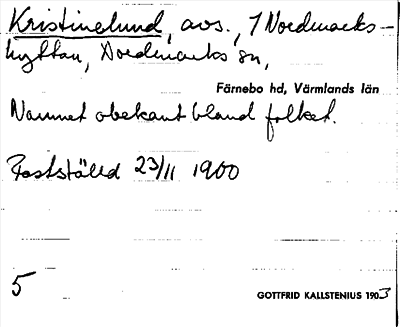 Kristinelund, avs., 1 Nordmarks-
hyttan, Nordmarks sn,
Färnebo hd, Värmlands län
Namnet obekant bland folket.
Fastställd 23/11 1900
5
GOTTFRID KALLSTENIUS 1903